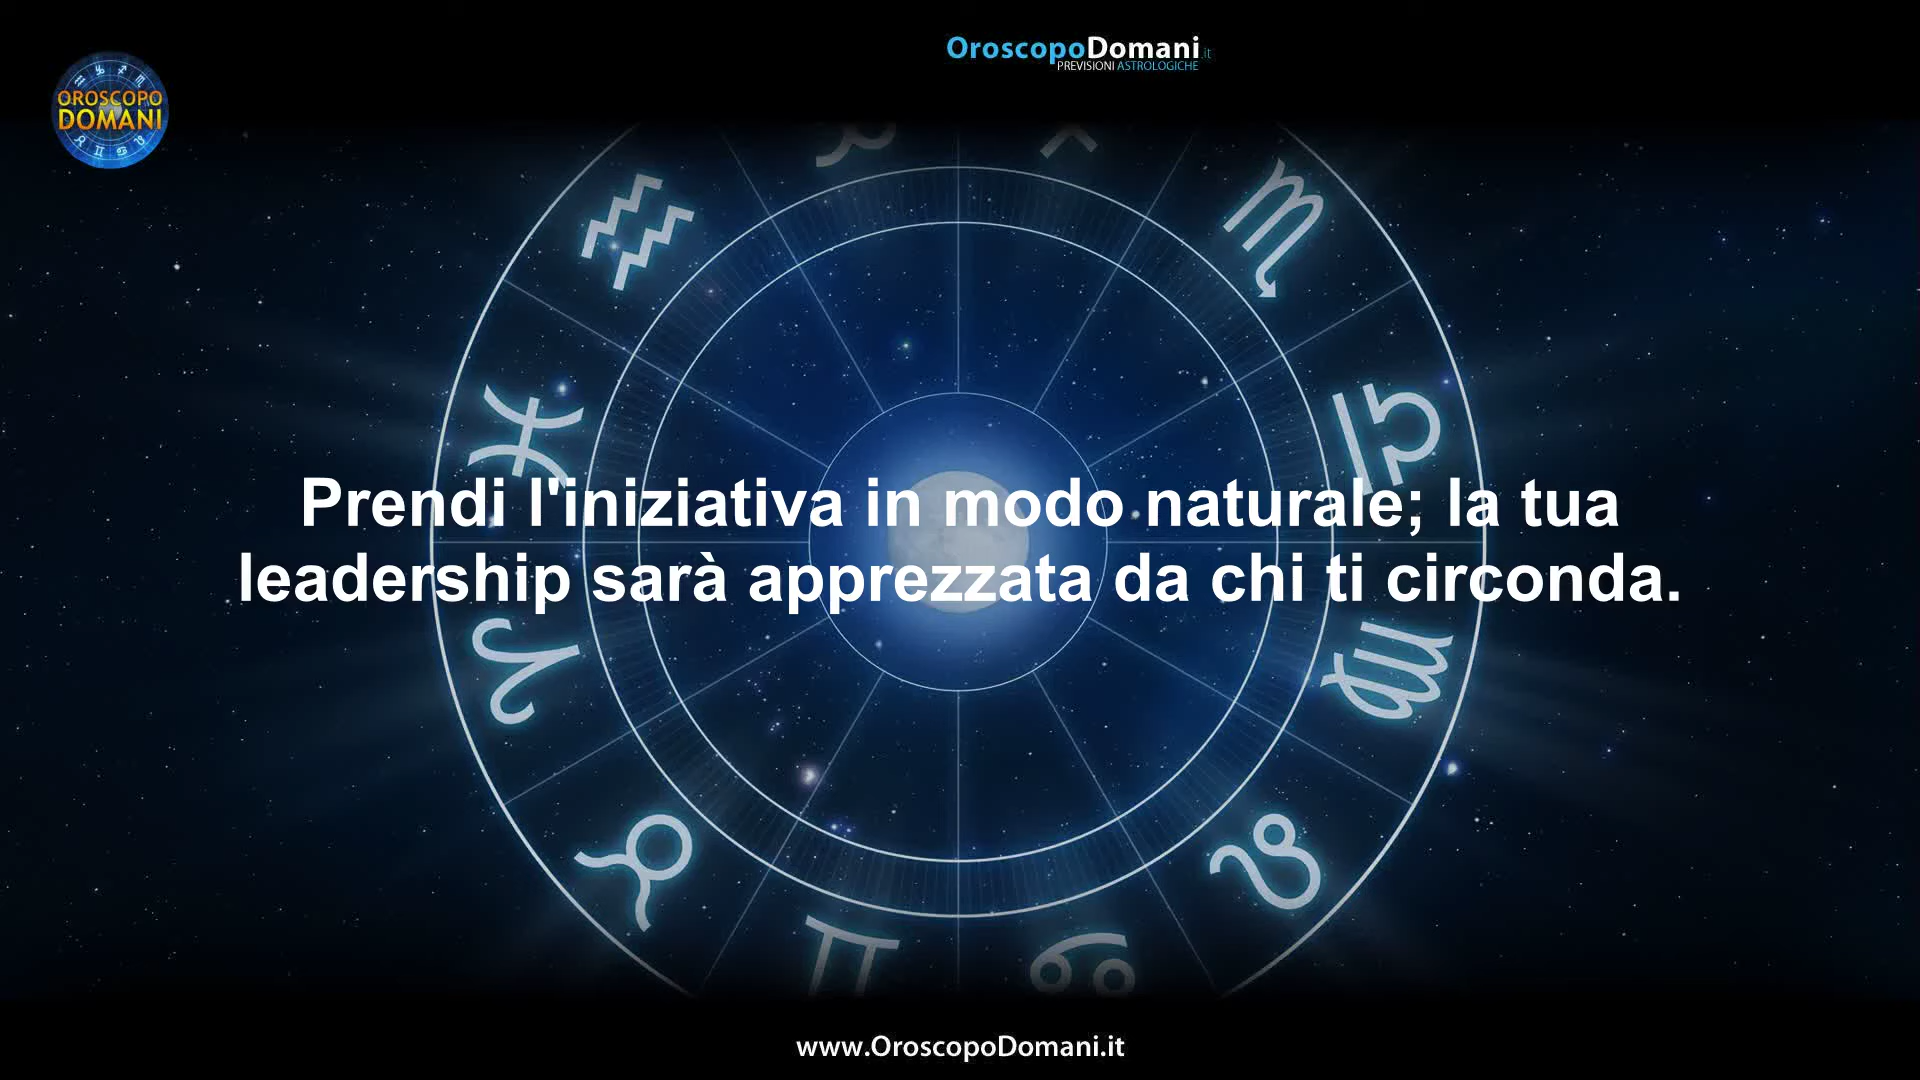 OroscopoDomani.it
PREVISIONI ASTROLOGICHE
OROSCOPO
DOMANI
Prendi l'iniziativa in modo naturale; la tua
leadership sarà apprezzata da chi ti circonda.
www.OroscopoDomani.it